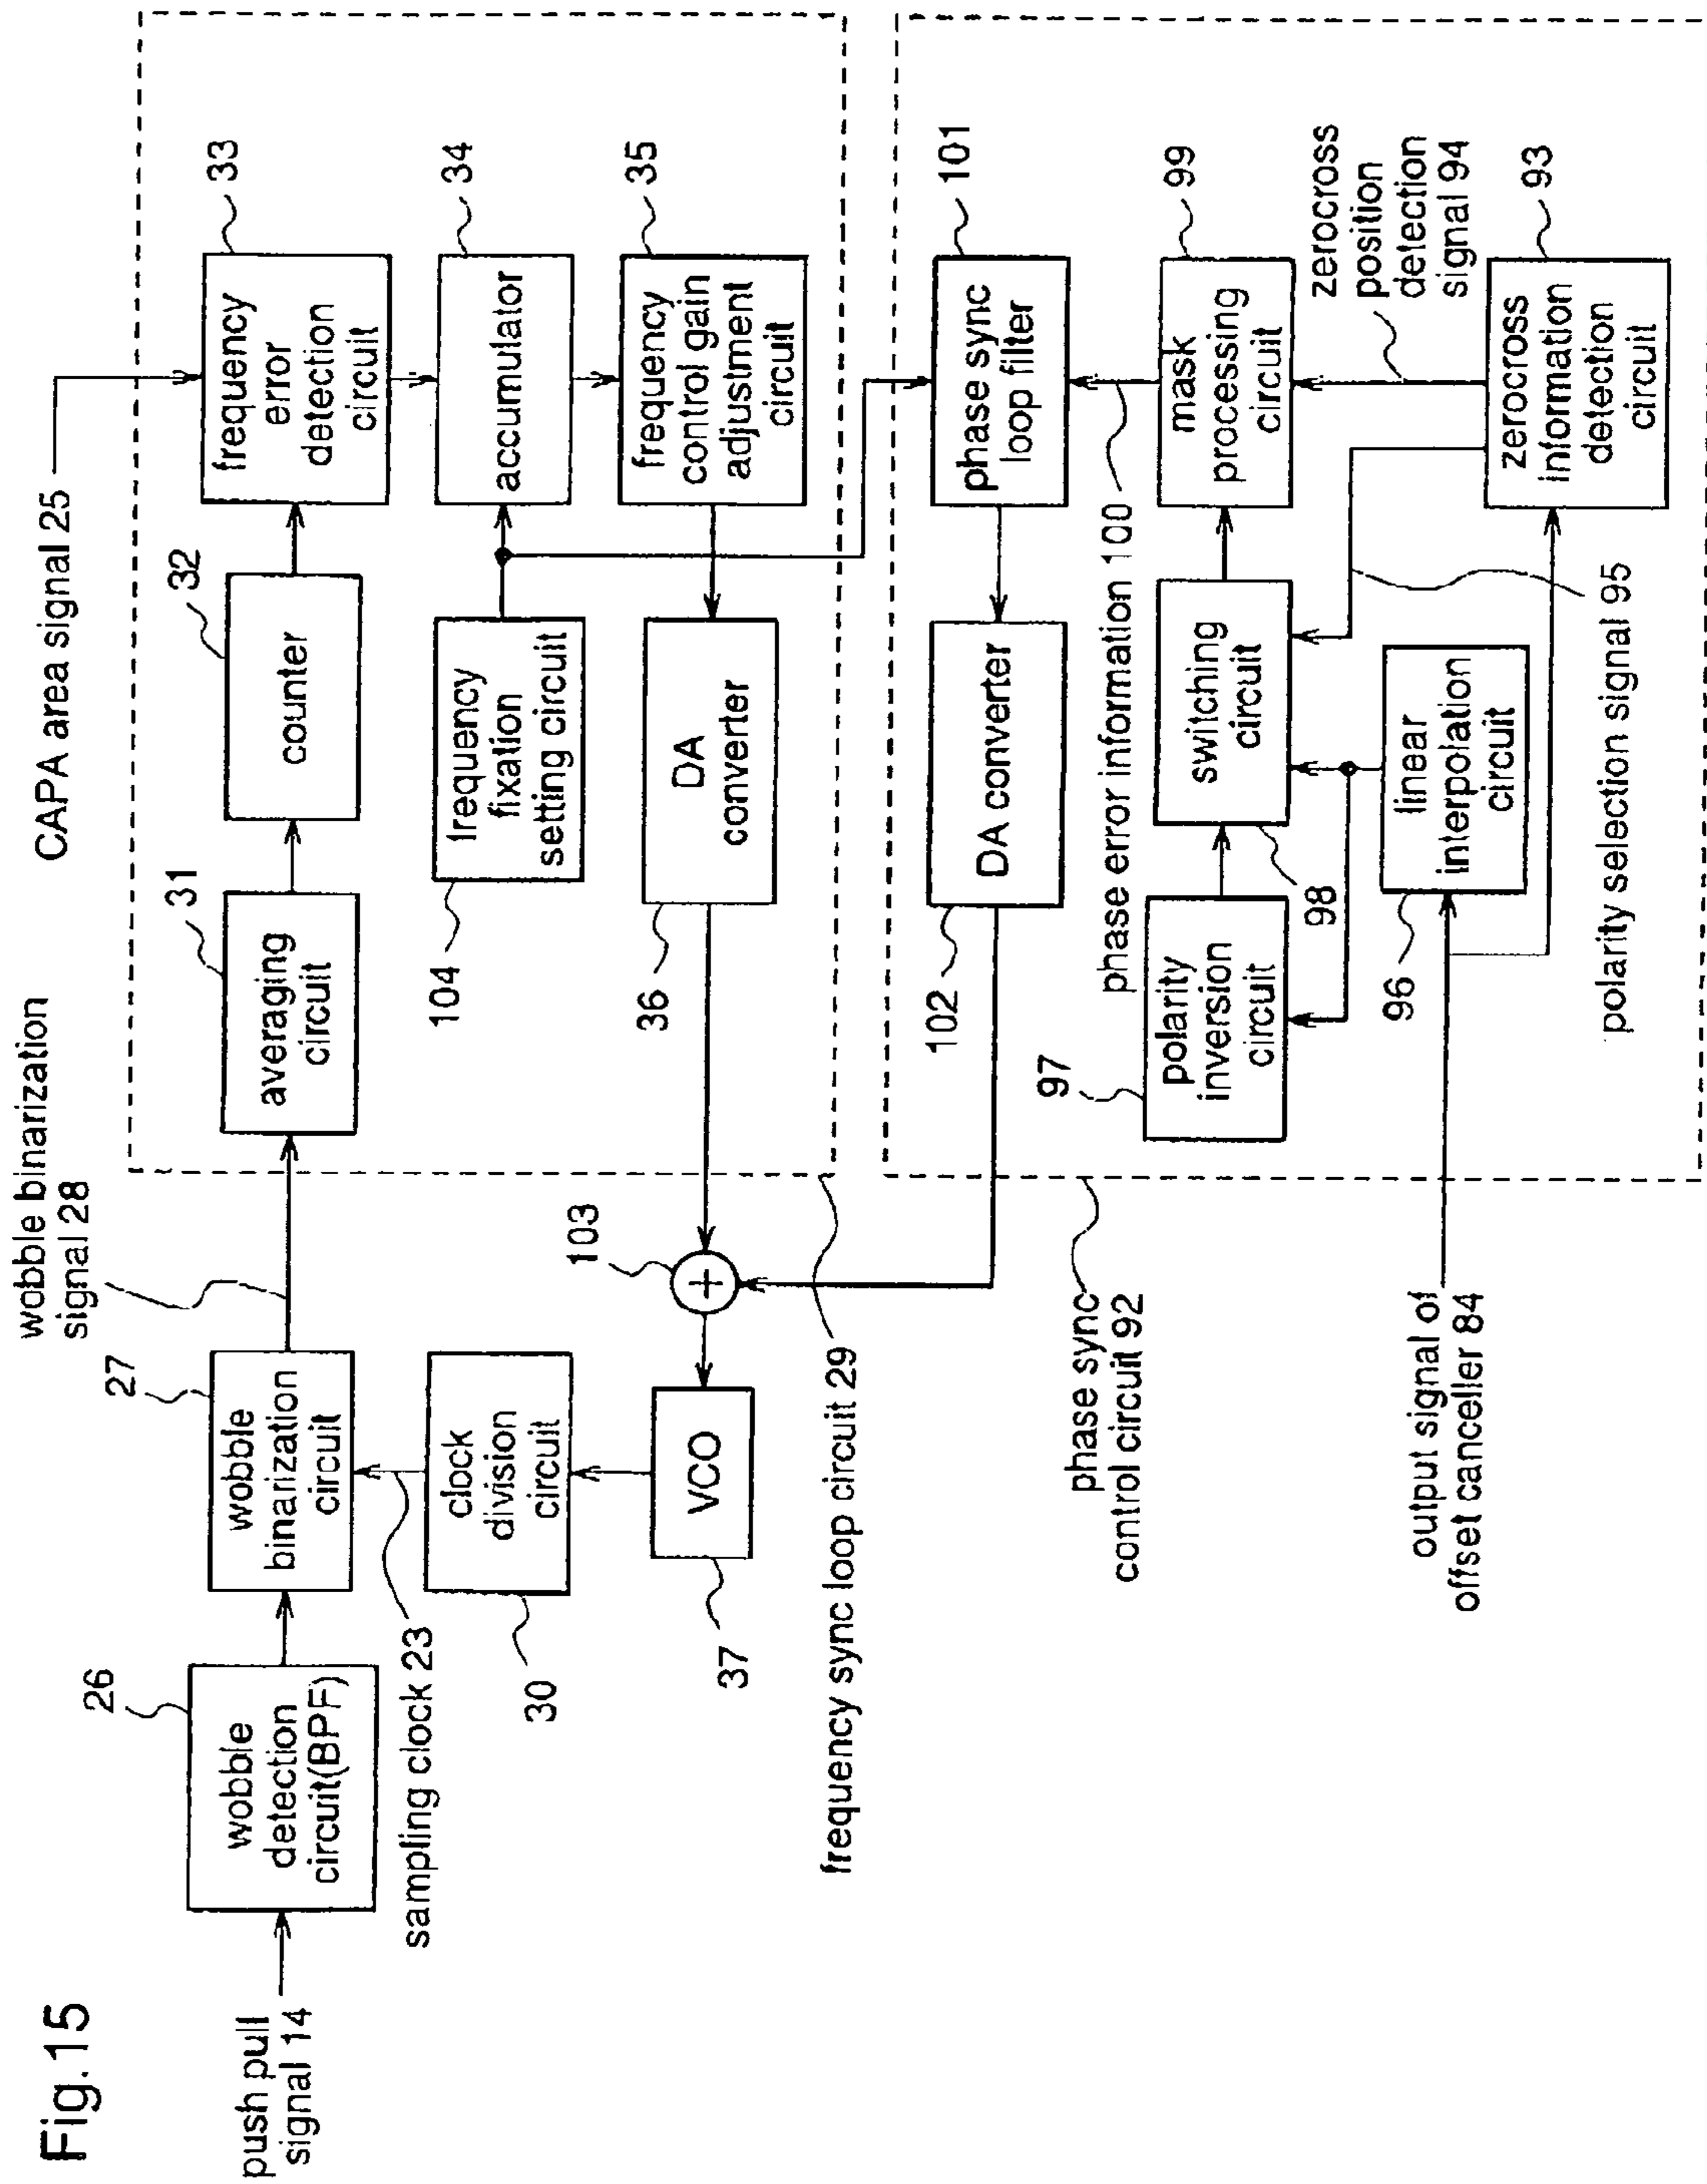 Fig.15
push pull
signal 14
26
wobble
detection
circuit(BPF)
27
wobble
binarization
circuit
wobble binarization
signal 28
sampling clock 23
clock
division
circuit
30
VCO
37
103
+
31
averaging
circuit
32
counter
CAPA area signal 25
33
frequency
error
detection
circuit
34
accumulator
104
frequency
fixation
setting circuit
35
frequency
control gain
adjustment
circuit
36
DA
converter
frequency sync loop circuit 29
phase sync
control circuit 92
101
phase sync
loop filter
102
DA converter
phase error information 100
99
mask
processing
circuit
98
switching
circuit
97
polarity
inversion
circuit
96
linear
interpolation
circuit
zerocross
position
detection
signal 94
93
zerocross
information
detection
circuit
polarity selection signal 95
output signal of
offset canceller 84